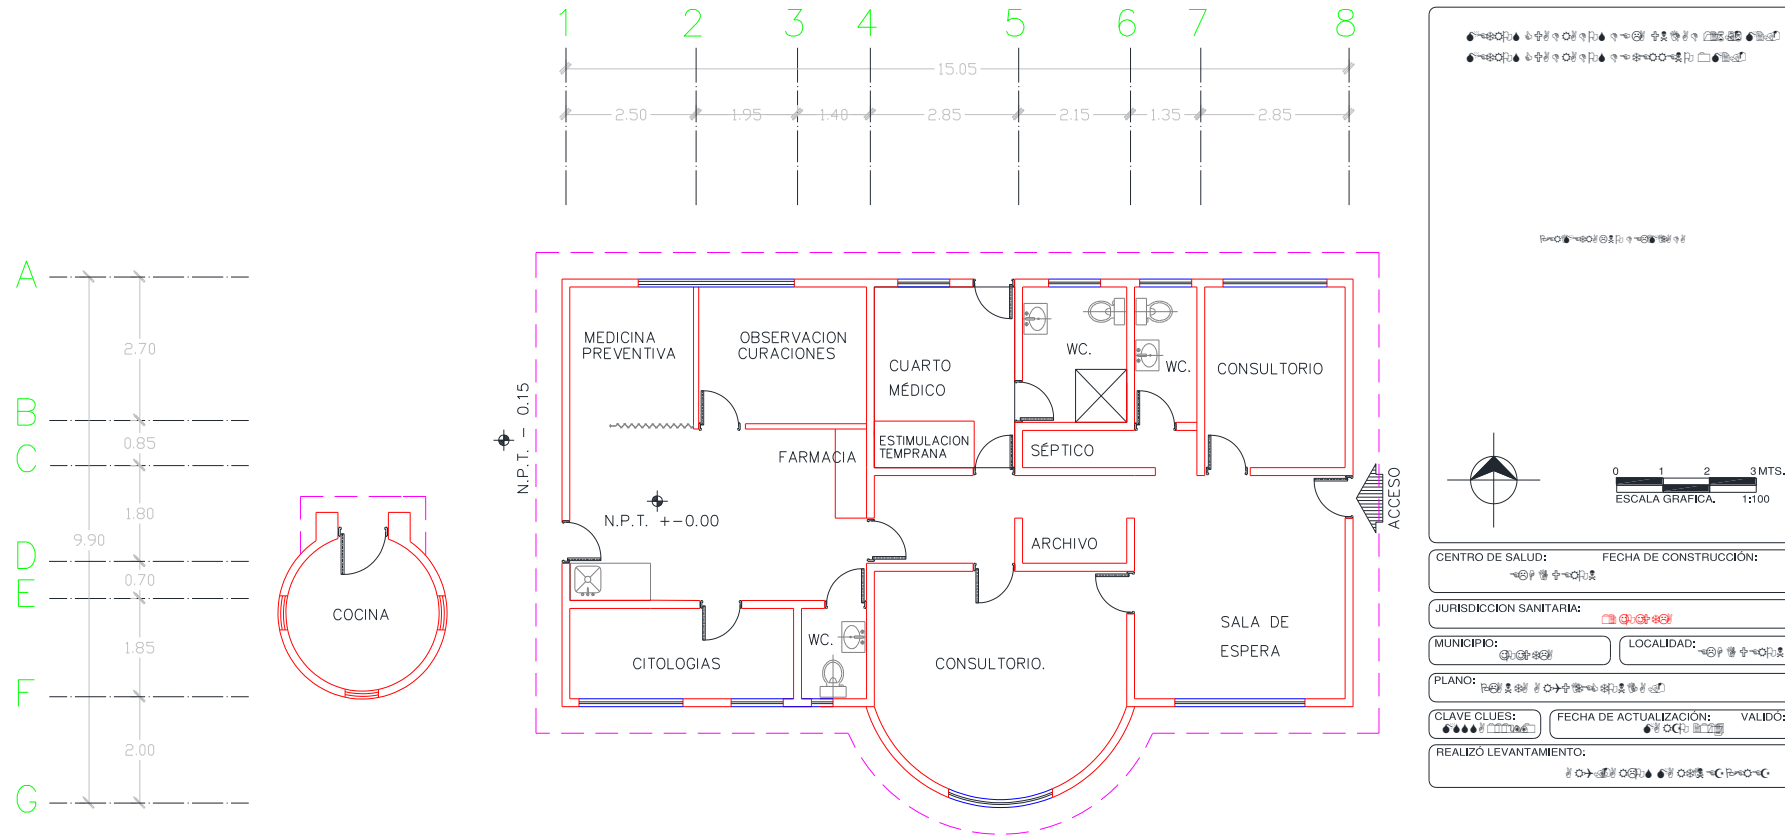 1 2 3 4 5 6 7 8
15.05
2.50 1.95 1.40 2.85 2.15 1.35 2.85
A
B
C
D
E
F
G
2.70
0.85
1.80
9.90
0.70
1.85
2.00
COCINA
N.P.T. - 0.15
MEDICINA
PREVENTIVA
OBSERVACION
CURACIONES
CUARTO
MÉDICO
ESTIMULACION
TEMPRANA
WC.
WC.
CONSULTORIO
SÉPTICO
FARMACIA
N.P.T. +-0.00
ARCHIVO
ACCESO
CITOLOGIAS
WC.
CONSULTORIO.
SALA DE
ESPERA
0 1 2 3 MTS.
ESCALA GRAFICA. 1:100
CENTRO DE SALUD: FECHA DE CONSTRUCCIÓN:
JURISDICCION SANITARIA:
MUNICIPIO: LOCALIDAD:
PLANO:
CLAVE CLUES: FECHA DE ACTUALIZACIÓN: VALIDÓ:
REALIZÓ LEVANTAMIENTO: